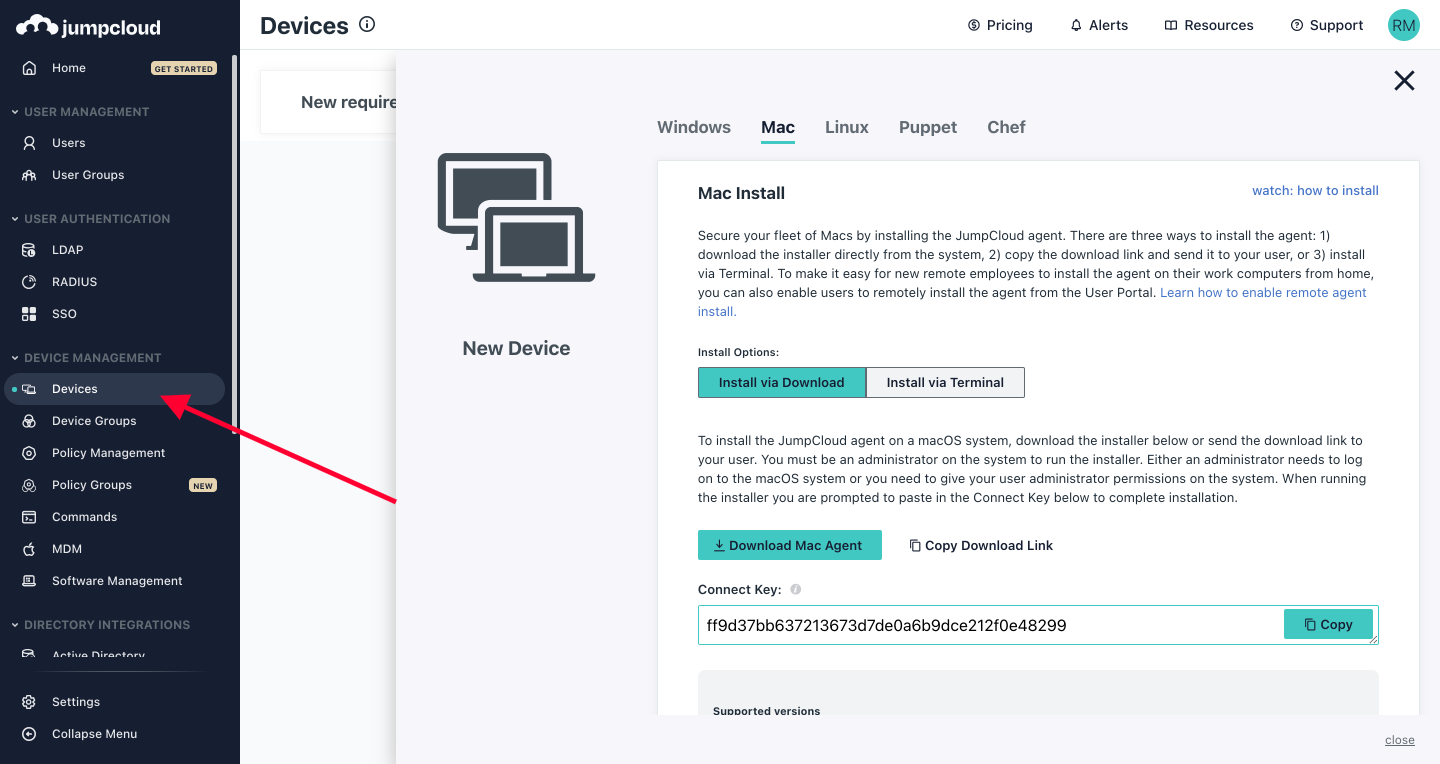 jumpcloud
Home
GET STARTED
USER MANAGEMENT
Users
User Groups
USER AUTHENTICATION
LDAP
RADIUS
SSO
DEVICE MANAGEMENT
Devices
Device Groups
Policy Management
Policy Groups
NEW
Commands
MDM
Software Management
DIRECTORY INTEGRATIONS
Active Directory
Settings
Collapse Menu
Devices
Pricing
Alerts
Resources
Support
RM
New require
New Device
Windows
Mac
Linux
Puppet
Chef
Mac Install
watch: how to install
Secure your fleet of Macs by installing the JumpCloud agent. There are three ways to install the agent: 1)
download the installer directly from the system, 2) copy the download link and send it to your user, or 3) install
via Terminal. To make it easy for new remote employees to install the agent on their work computers from home,
you can also enable users to remotely install the agent from the User Portal. Learn how to enable remote agent
install.
Install Options:
Install via Download
Install via Terminal
To install the JumpCloud agent on a macOS system, download the installer below or send the download link to
your user. You must be an administrator on the system to run the installer. Either an administrator needs to log
on to the macOS system or you need to give your user administrator permissions on the system. When running
the installer you are prompted to paste in the Connect Key below to complete installation.
Download Mac Agent
Copy Download Link
Connect Key:
ff9d37bb637213673d7de0a6b9dce212f0e48299
Copy
Supported versions
close